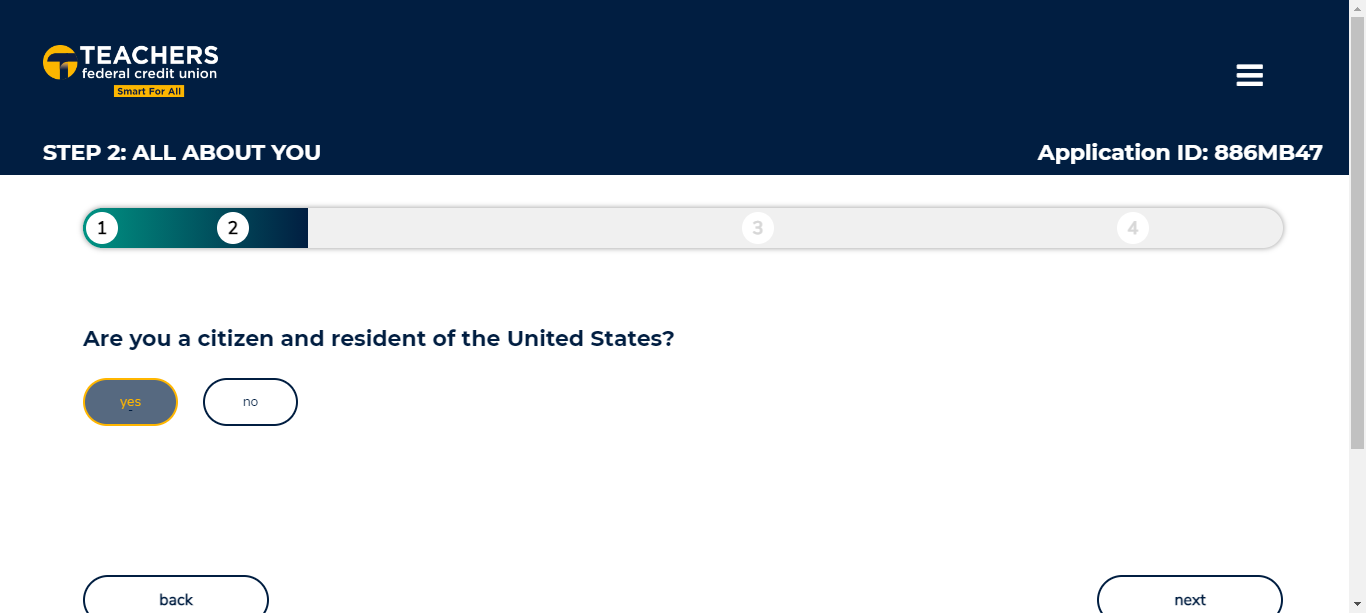 TEACHERS
federal credit union
Smart For All
STEP 2: ALL ABOUT YOU
Application ID: 886MB47
1
2
3
4
Are you a citizen and resident of the United States?
yes
no
back
next